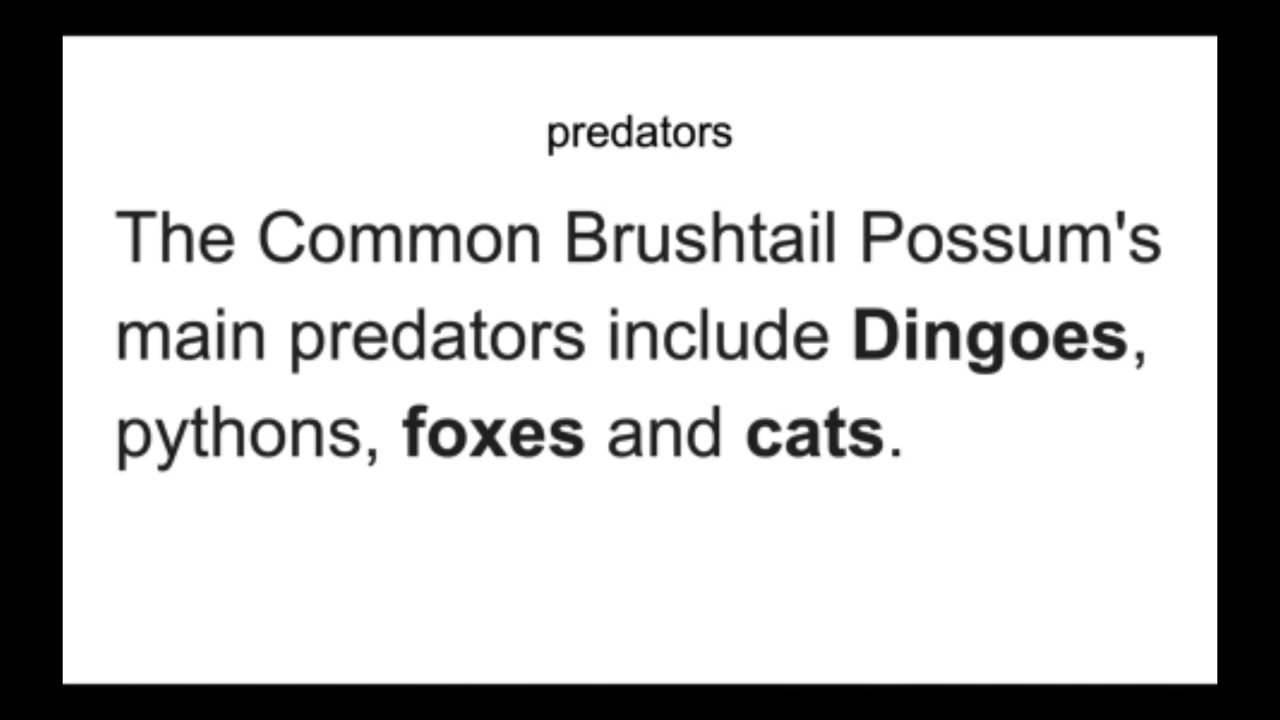 predators
The Common Brushtail Possum's
main predators include Dingoes,
pythons, foxes and cats.